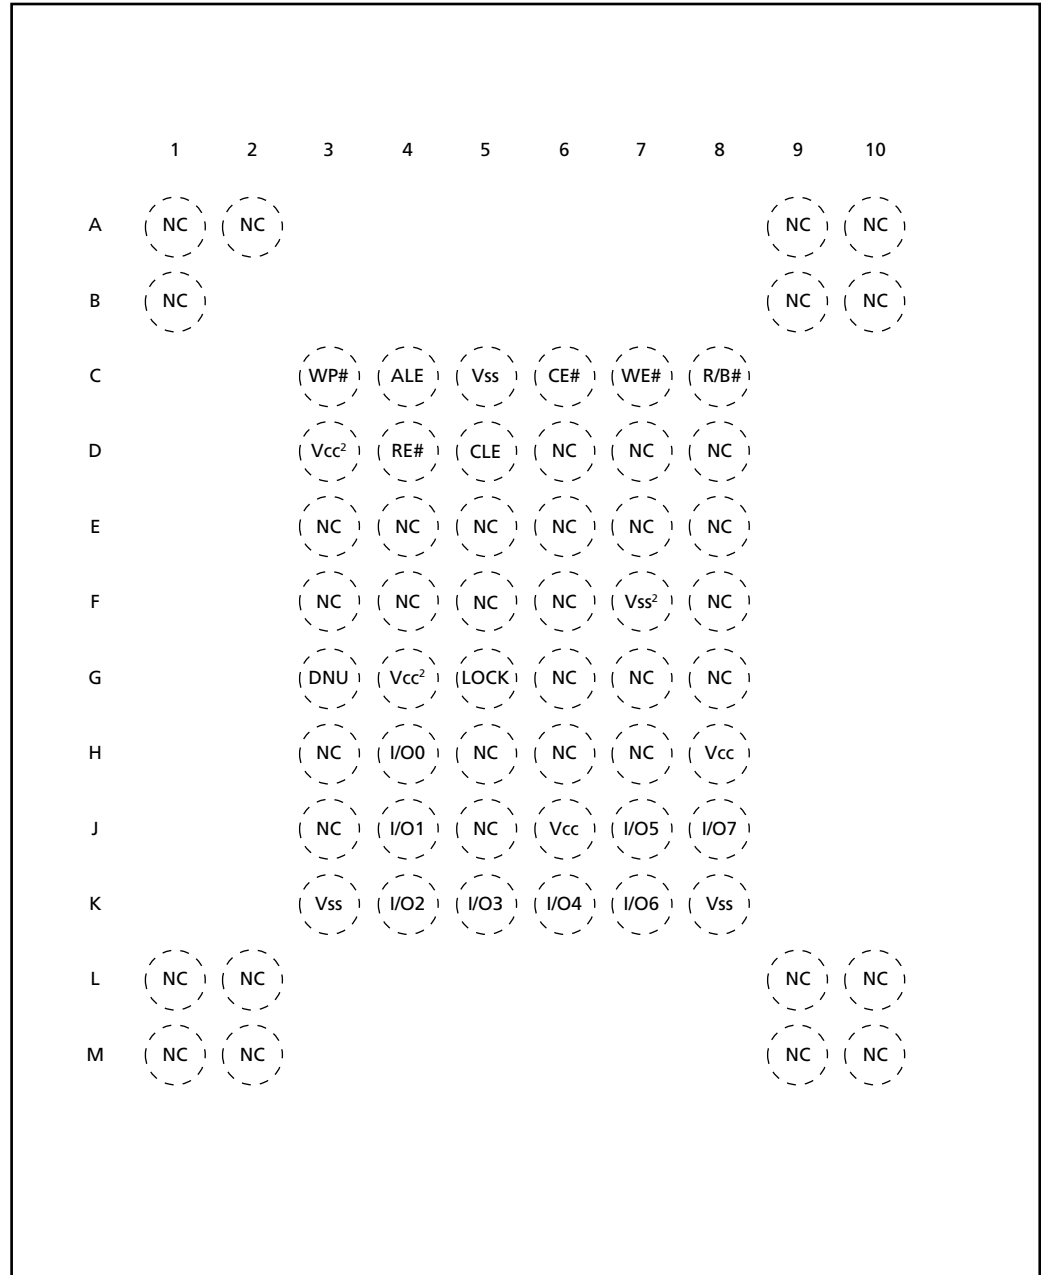 1 2 3 4 5 6 7 8 9 10
A NC NC NC NC
B NC NC NC
C WP# ALE Vss CE# WE# R/B#
D Vcc² RE# CLE NC NC NC
E NC NC NC NC NC NC
F NC NC NC NC Vss² NC
G DNU Vcc² LOCK NC NC NC
H NC I/O0 NC NC NC Vcc
J NC I/O1 NC Vcc I/O5 I/O7
K Vss I/O2 I/O3 I/O4 I/O6 Vss
L NC NC NC NC
M NC NC NC NC